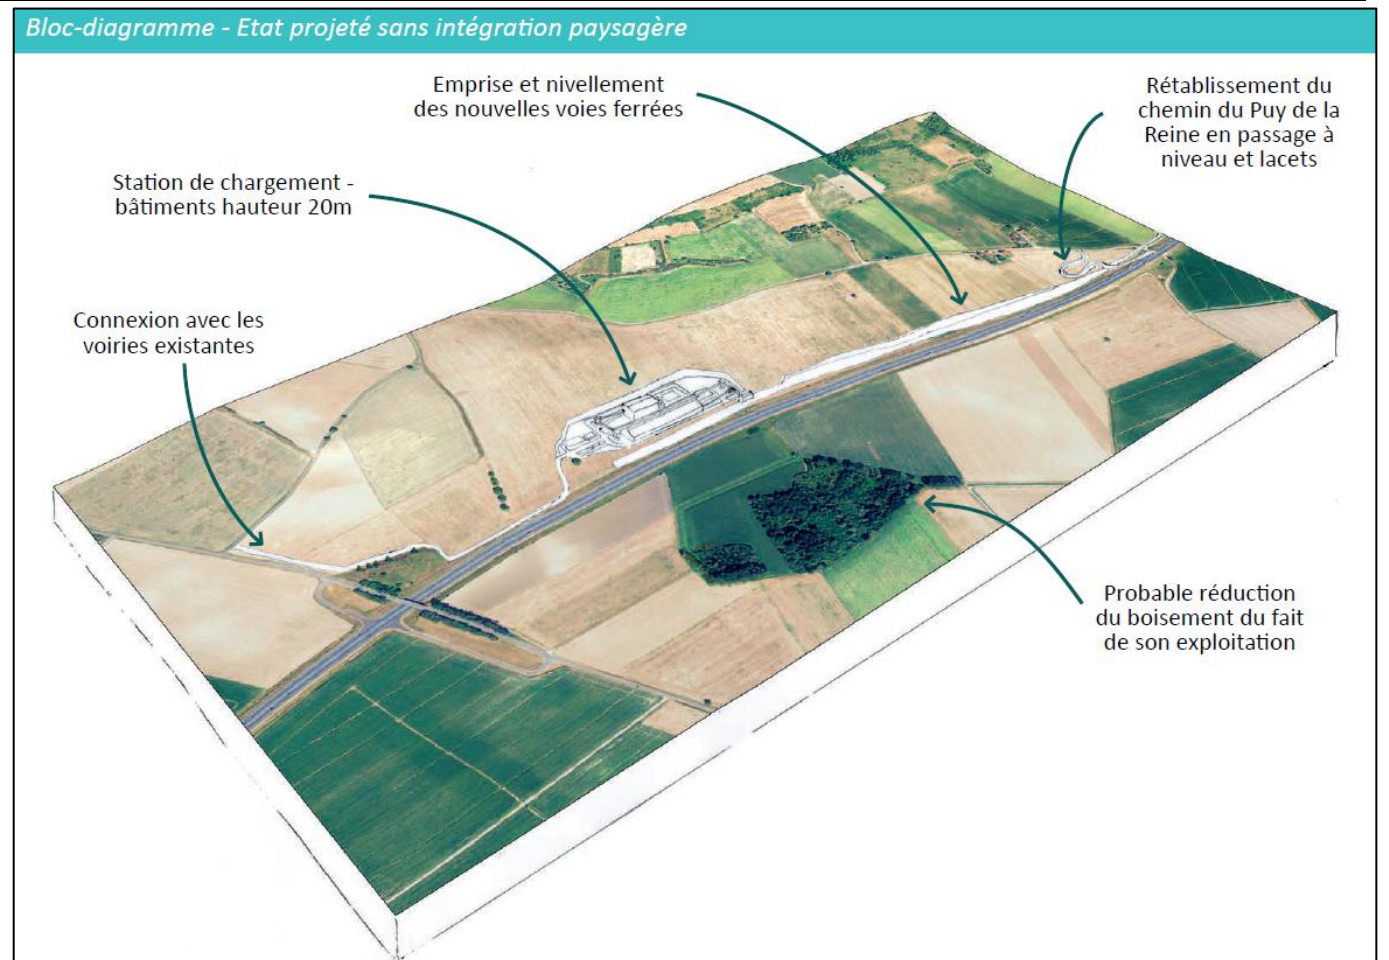 Bloc-diagramme - Etat projeté sans intégration paysagère
Emprise et nivellement
des nouvelles voies ferrées
Rétablissement du
chemin du Puy de la
Reine en passage à
niveau et lacets
Station de chargement -
bâtiments hauteur 20m
Connexion avec les
voiries existantes
Probable réduction
du boisement du fait
de son exploitation